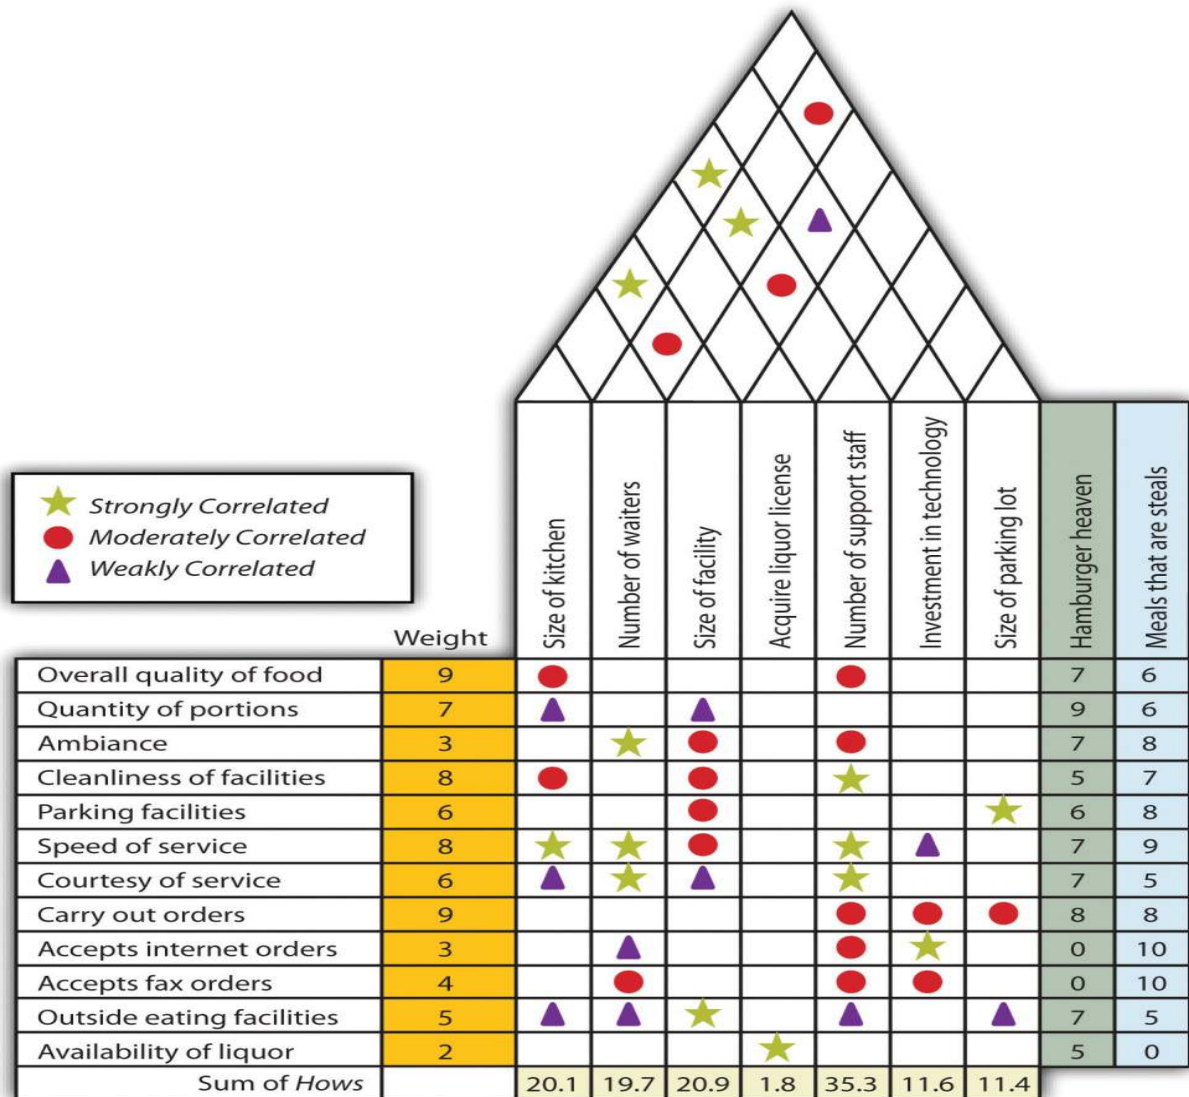 Strongly Correlated
Moderately Correlated
Weakly Correlated
Weight
Size of kitchen
Number of waiters
Size of facility
Acquire liquor license
Number of support staff
Investment in technology
Size of parking lot
Hamburger heaven
Meals that are steals
Overall quality of food 9 7 6
Quantity of portions 7 9 6
Ambiance 3 7 8
Cleanliness of facilities 8 5 7
Parking facilities 6 6 8
Speed of service 8 7 9
Courtesy of service 6 7 5
Carry out orders 9 8 8
Accepts internet orders 3 0 10
Accepts fax orders 4 0 10
Outside eating facilities 5 7 5
Availability of liquor 2 5 0
Sum of Hows 20.1 19.7 20.9 1.8 35.3 11.6 11.4